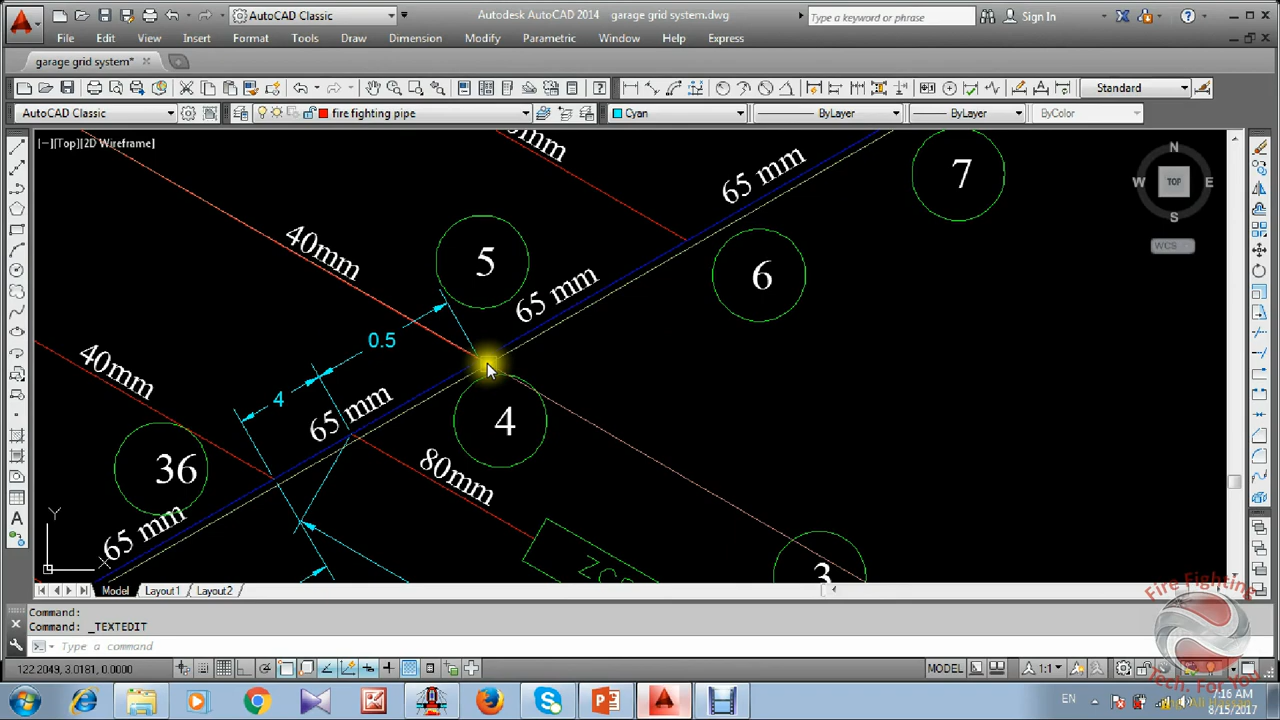 AutoCAD Classic
Autodesk AutoCAD 2014 garage grid system.dwg
Type a keyword or phrase
Sign In
File Edit View Insert Format Tools Draw Dimension Modify Parametric Window Help Express
garage grid system*
Standard
AutoCAD Classic
fire fighting pipe
Cyan
ByLayer
ByLayer
ByColor
[−][Top][2D Wireframe]
N
W TOP E
S
WCS
65 mm
7
40mm
5
6
65 mm
0.5
40mm
4
65 mm
4
36
80mm
65 mm
3
Y
X
Model Layout1 Layout2
Command:
Command: _TEXTEDIT
Type a command
122.2049, 3.0181, 0.0000
MODEL
1:1
Fire Fighting
Tech. For You
EN
7:16 AM
8/15/2017